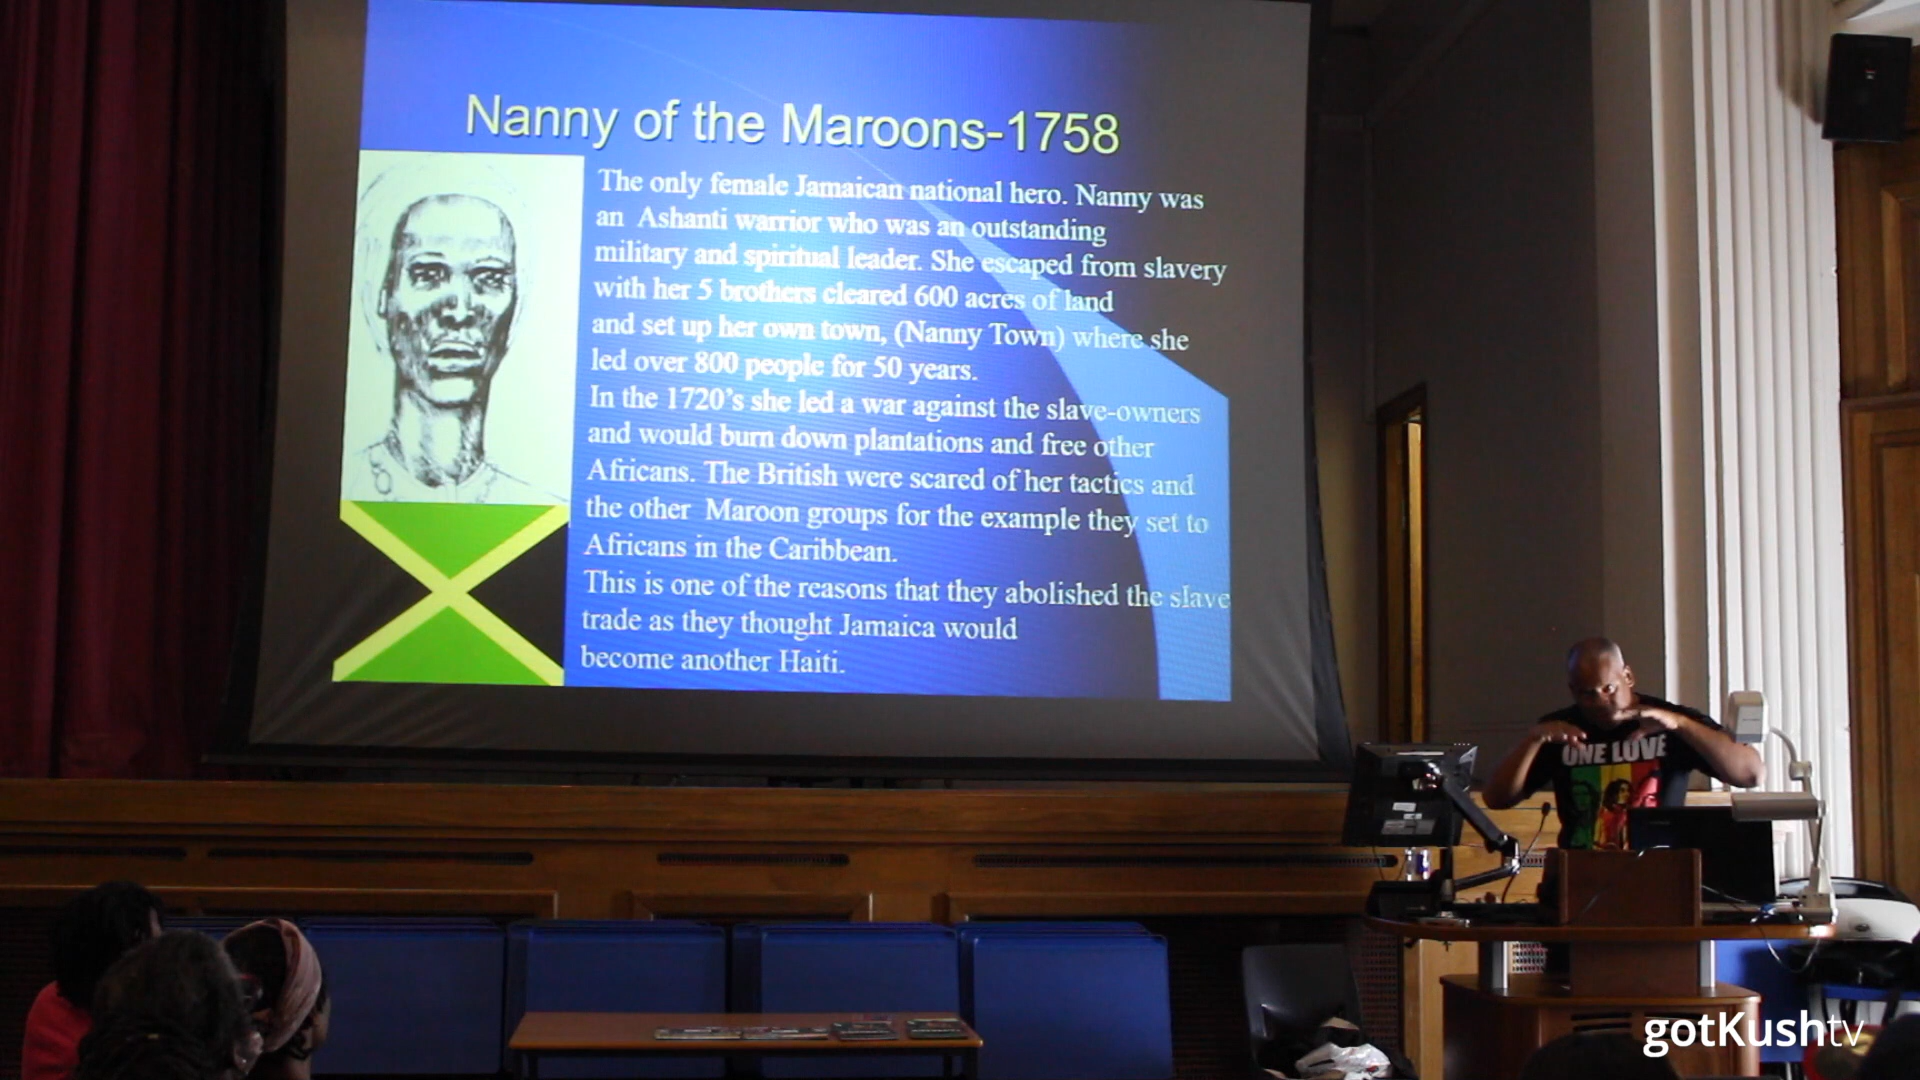 Nanny of the Maroons-1758
The only female Jamaican national hero. Nanny was
an Ashanti warrior who was an outstanding
military and spiritual leader. She escaped from slavery
with her 5 brothers cleared 600 acres of land
and set up her own town, (Nanny Town) where she
led over 800 people for 50 years.
In the 1720's she led a war against the slave-owners
and would burn down plantations and free other
Africans. The British were scared of her tactics and
the other Maroon groups for the example they set to
Africans in the Caribbean.
This is one of the reasons that they abolished the slave
trade as they thought Jamaica would
become another Haiti.
ONE LOVE
gotKushtv